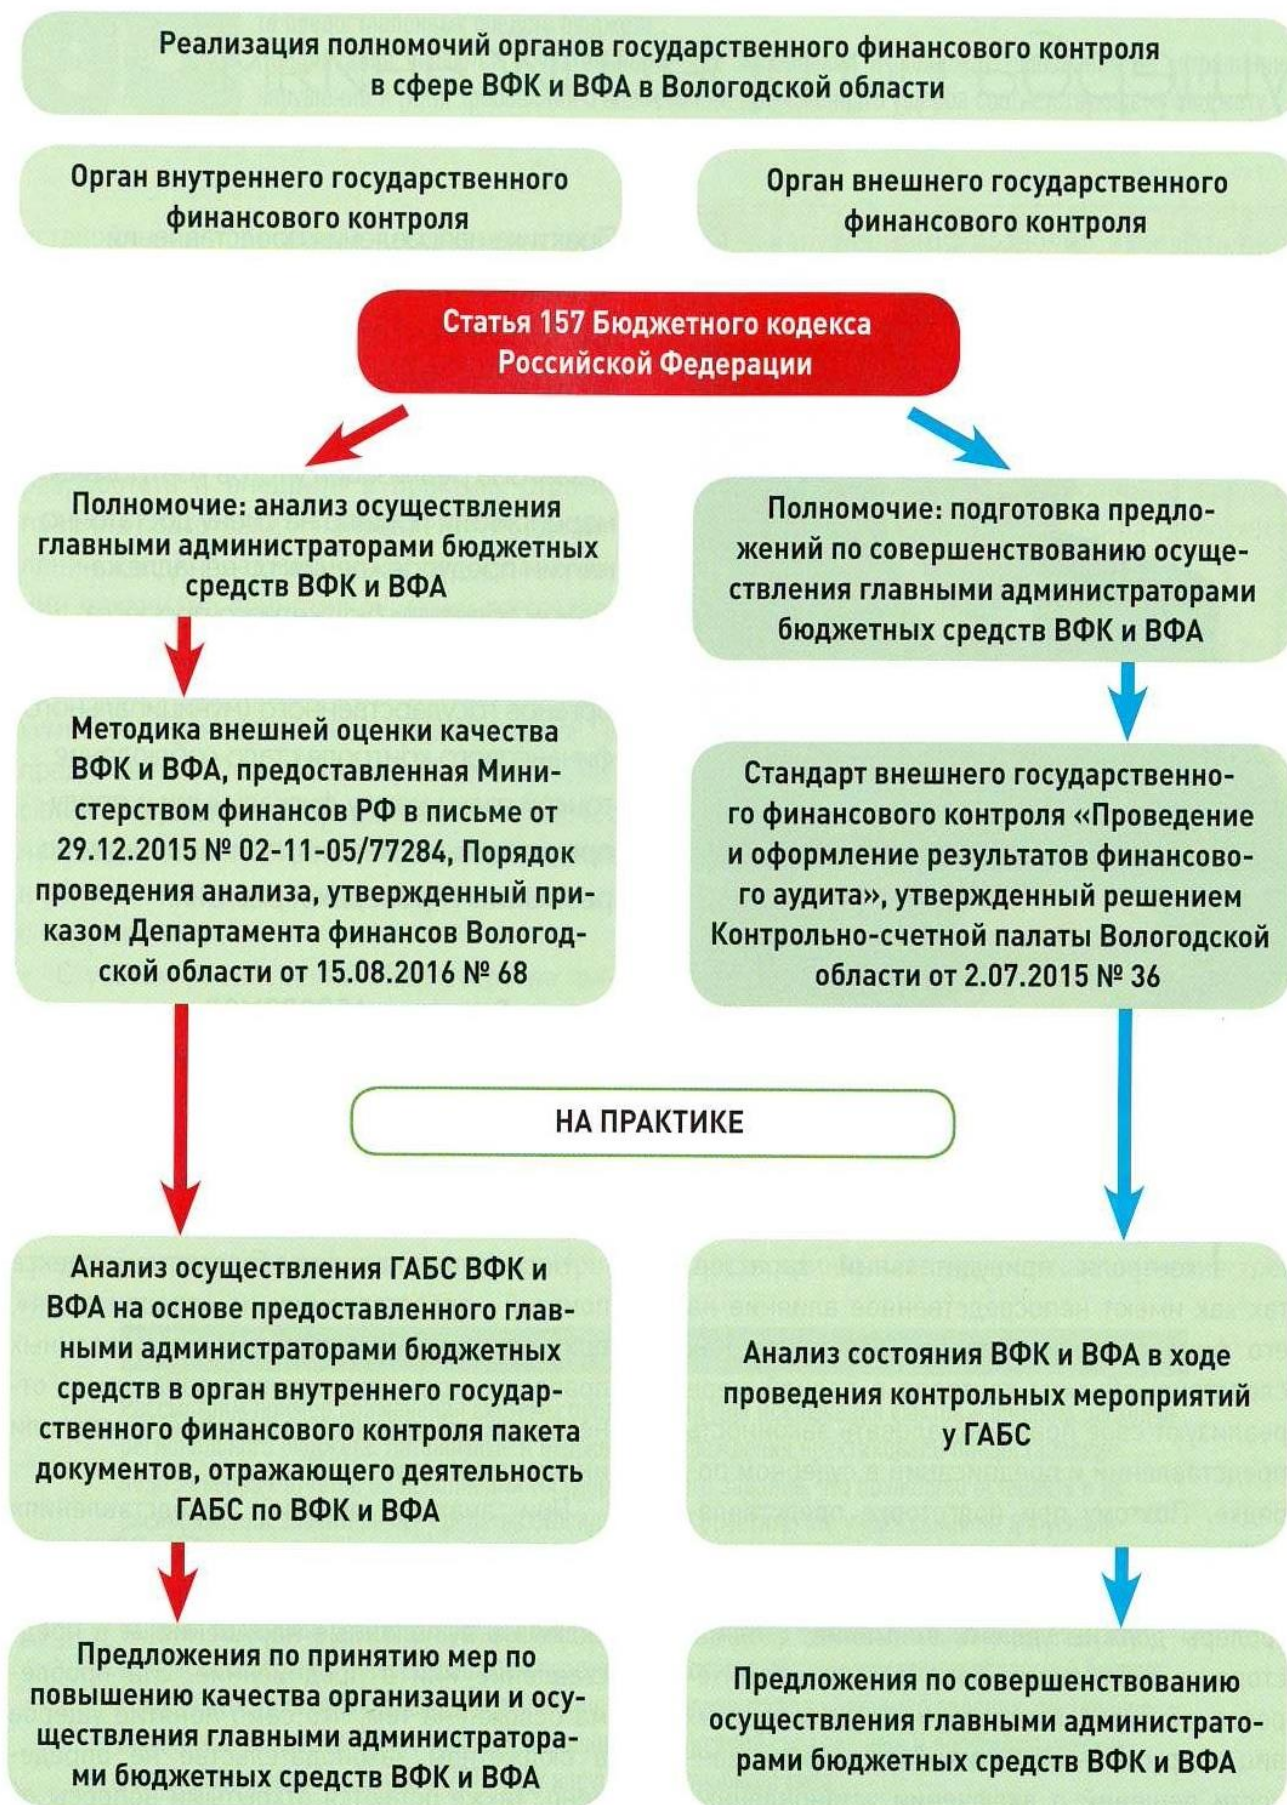 Реализация полномочий органов государственного финансового контроля
в сфере ВФК и ВФА в Вологодской области
Орган внутреннего государственного
финансового контроля
Орган внешнего государственного
финансового контроля
Статья 157 Бюджетного кодекса
Российской Федерации
Полномочие: анализ осуществления
главными администраторами бюджетных
средств ВФК и ВФА
Полномочие: подготовка предло-
жений по совершенствованию осуще-
ствления главными администраторами
бюджетных средств ВФК и ВФА
Методика внешней оценки качества
ВФК и ВФА, предоставленная Мини-
стерством финансов РФ в письме от
29.12.2015 № 02-11-05/77284, Порядок
проведения анализа, утвержденный при-
казом Департамента финансов Вологод-
ской области от 15.08.2016 № 68
Стандарт внешнего государственно-
го финансового контроля «Проведение
и оформление результатов финансово-
го аудита», утвержденный решением
Контрольно-счетной палаты Вологодской
области от 2.07.2015 № 36
НА ПРАКТИКЕ
Анализ осуществления ГАБС ВФК и
ВФА на основе предоставленного глав-
ными администраторами бюджетных
средств в орган внутреннего государ-
ственного финансового контроля пакета
документов, отражающего деятельность
ГАБС по ВФК и ВФА
Анализ состояния ВФК и ВФА в ходе
проведения контрольных мероприятий
у ГАБС
Предложения по принятию мер по
повышению качества организации и осу-
ществления главными администратора-
ми бюджетных средств ВФК и ВФА
Предложения по совершенствованию
осуществления главными администрато-
рами бюджетных средств ВФК и ВФА